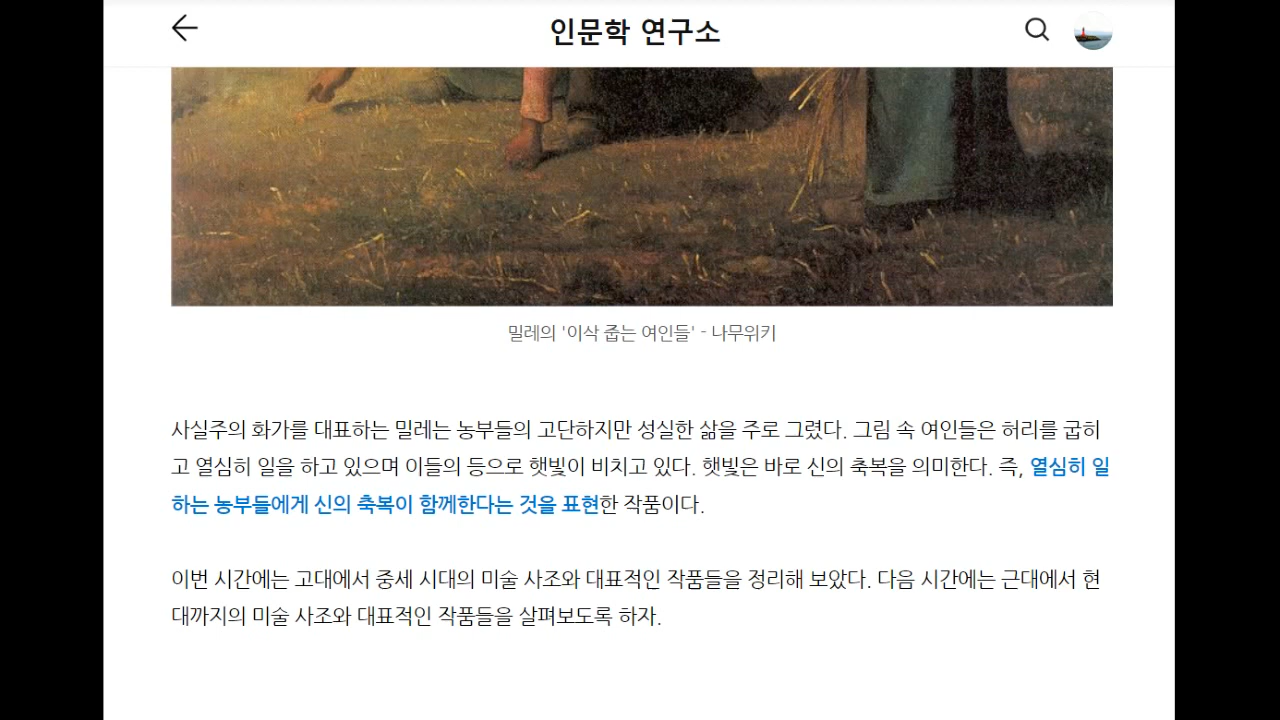 인문학 연구소
밀레의 '이삭 줍는 여인들' - 나무위키
사실주의 화가를 대표하는 밀레는 농부들의 고단하지만 성실한 삶을 주로 그렸다. 그림 속 여인들은 허리를 굽히
고 열심히 일을 하고 있으며 이들의 등으로 햇빛이 비치고 있다. 햇빛은 바로 신의 축복을 의미한다. 즉, 열심히 일
하는 농부들에게 신의 축복이 함께한다는 것을 표현한 작품이다.
이번 시간에는 고대에서 중세 시대의 미술 사조와 대표적인 작품들을 정리해 보았다. 다음 시간에는 근대에서 현
대까지의 미술 사조와 대표적인 작품들을 살펴보도록 하자.